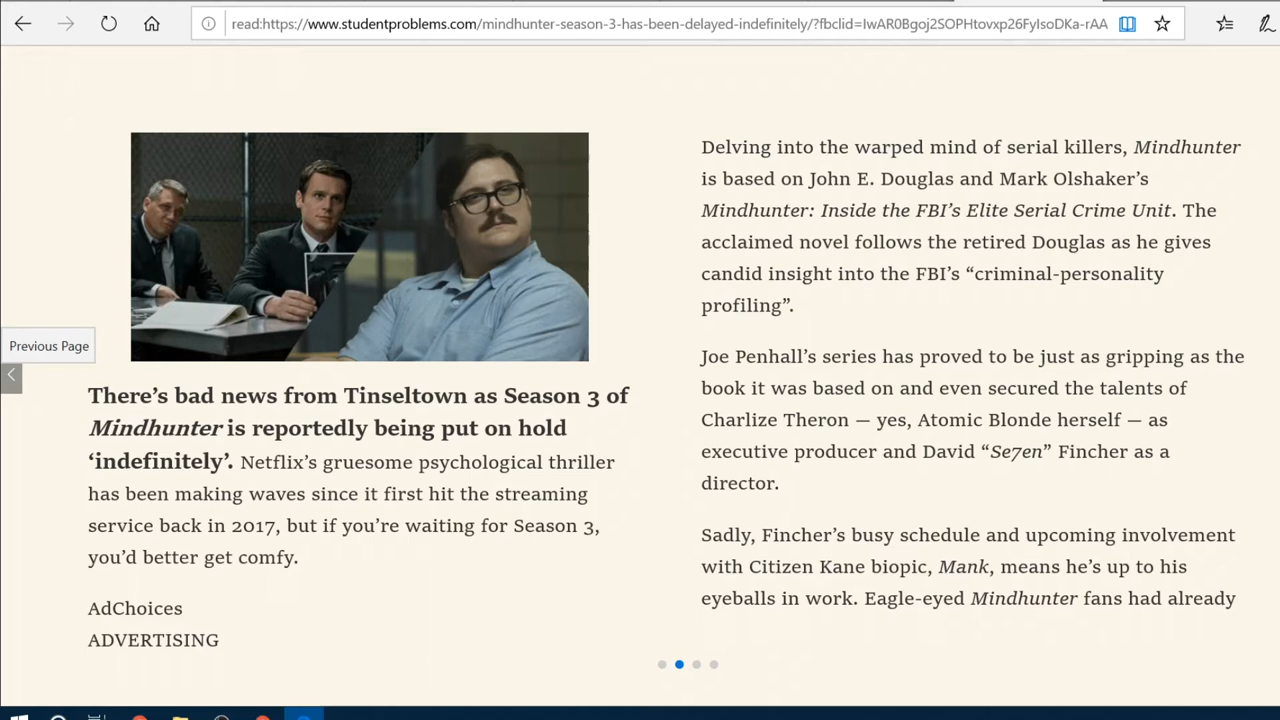 read:https://www.studentproblems.com/mindhunter-season-3-has-been-delayed-indefinitely/?fbclid=IwAR0Bgoj2SOPHtovxp26FyIsoDKa-rAA
Previous Page
There’s bad news from Tinseltown as Season 3 of
Mindhunter is reportedly being put on hold
‘indefinitely’. Netflix’s gruesome psychological thriller
has been making waves since it first hit the streaming
service back in 2017, but if you’re waiting for Season 3,
you’d better get comfy.
AdChoices
ADVERTISING
Delving into the warped mind of serial killers, Mindhunter
is based on John E. Douglas and Mark Olshaker’s
Mindhunter: Inside the FBI’s Elite Serial Crime Unit. The
acclaimed novel follows the retired Douglas as he gives
candid insight into the FBI’s “criminal-personality
profiling”.
Joe Penhall’s series has proved to be just as gripping as the
book it was based on and even secured the talents of
Charlize Theron — yes, Atomic Blonde herself — as
executive producer and David “Se7en” Fincher as a
director.
Sadly, Fincher’s busy schedule and upcoming involvement
with Citizen Kane biopic, Mank, means he’s up to his
eyeballs in work. Eagle-eyed Mindhunter fans had already